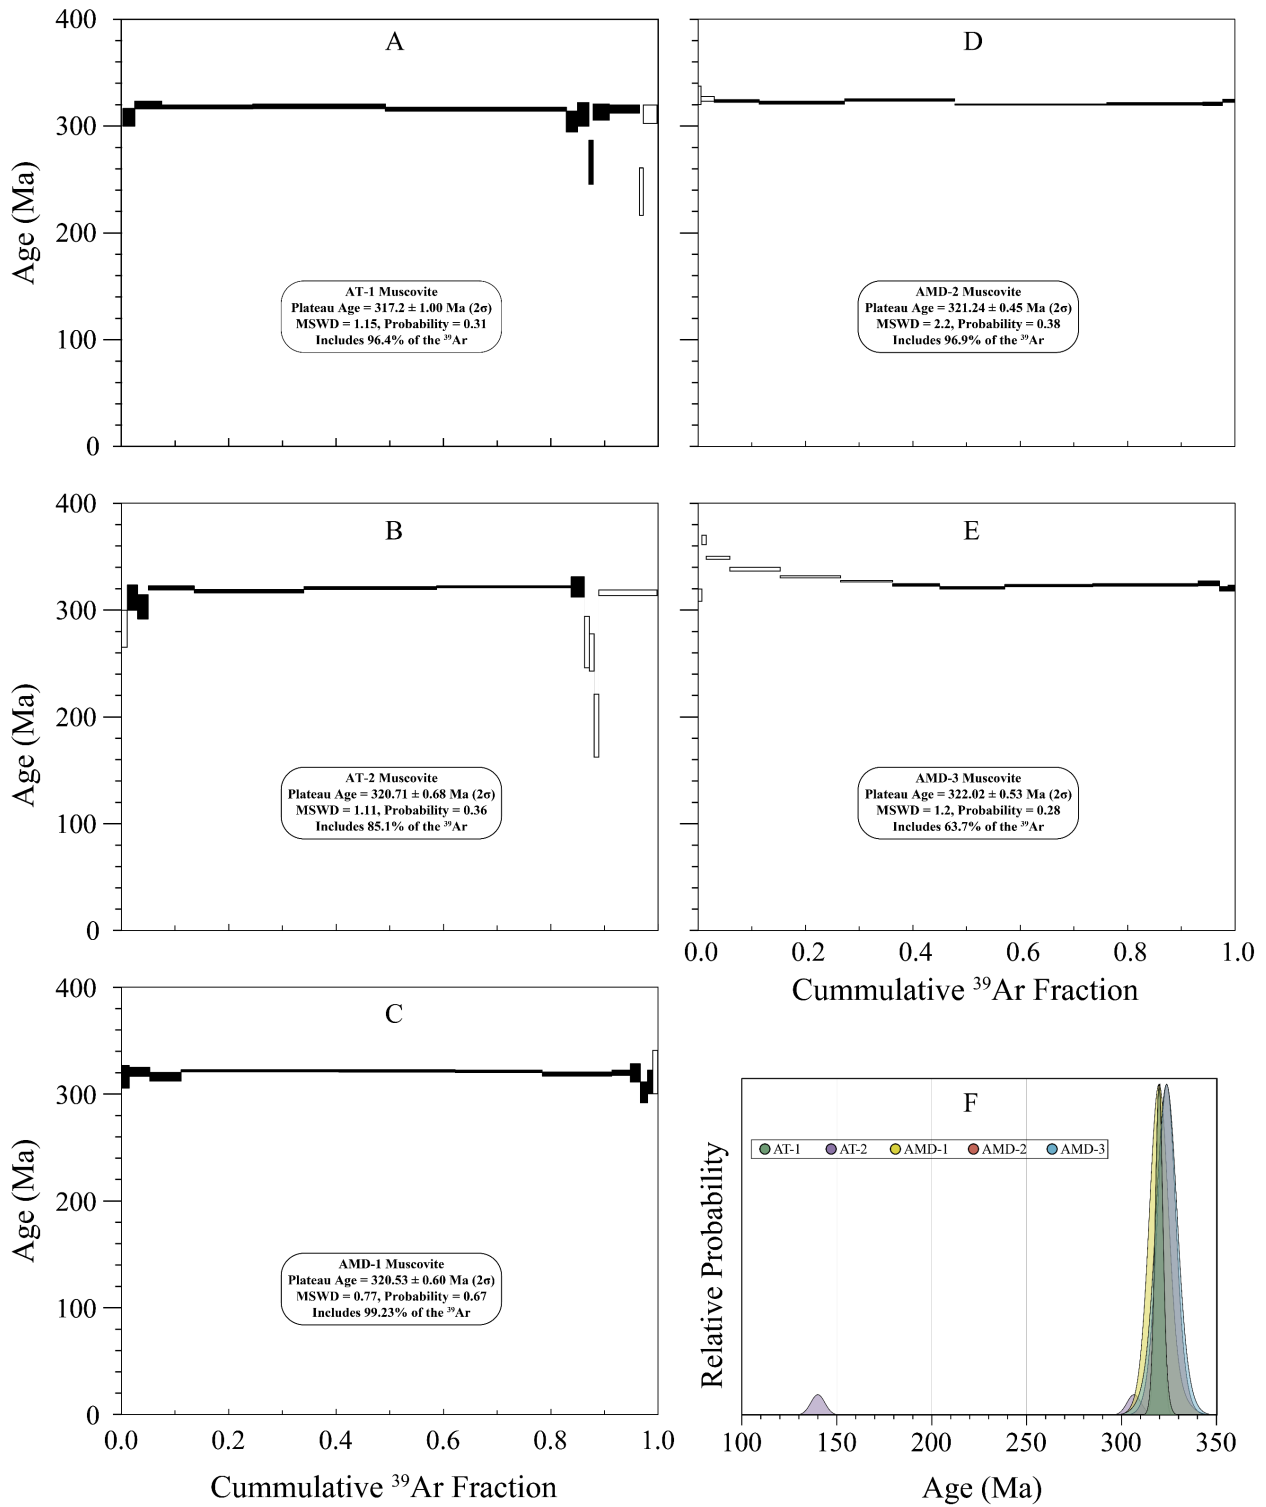 A
400
300
200
100
0
Age (Ma)
AT-1 Muscovite
Plateau Age = 317.2 ± 1.00 Ma (2σ)
MSWD = 1.15, Probability = 0.31
Includes 96.4% of the ³⁹Ar
D
AMD-2 Muscovite
Plateau Age = 321.24 ± 0.45 Ma (2σ)
MSWD = 2.2, Probability = 0.38
Includes 96.9% of the ³⁹Ar
B
400
300
200
100
0
Age (Ma)
AT-2 Muscovite
Plateau Age = 320.71 ± 0.68 Ma (2σ)
MSWD = 1.11, Probability = 0.36
Includes 85.1% of the ³⁹Ar
E
AMD-3 Muscovite
Plateau Age = 322.02 ± 0.53 Ma (2σ)
MSWD = 1.2, Probability = 0.28
Includes 63.7% of the ³⁹Ar
0.0 0.2 0.4 0.6 0.8 1.0
Cummulative ³⁹Ar Fraction
C
400
300
200
100
0
Age (Ma)
AMD-1 Muscovite
Plateau Age = 320.53 ± 0.60 Ma (2σ)
MSWD = 0.77, Probability = 0.67
Includes 99.23% of the ³⁹Ar
0.0 0.2 0.4 0.6 0.8 1.0
Cummulative ³⁹Ar Fraction
F
AT-1 AT-2 AMD-1 AMD-2 AMD-3
Relative Probability
100 150 200 250 300 350
Age (Ma)